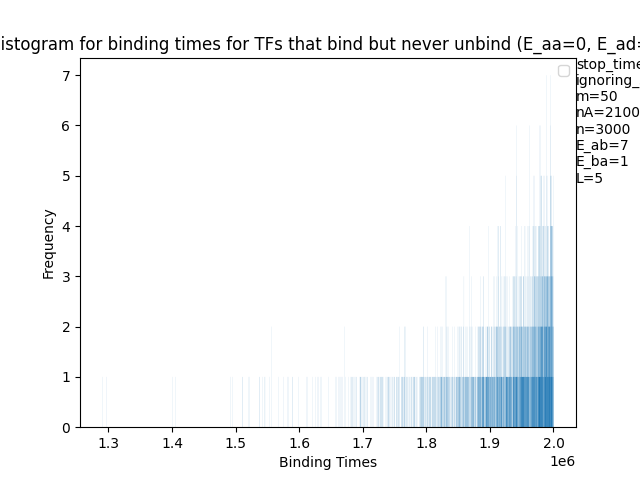 istogram for binding times for TFs that bind but never unbind (E_aa=0, E_ad=
stop_time
ignoring_
m=50
nA=2100
n=3000
E_ab=7
E_ba=1
L=5
Frequency
7
6
5
4
3
2
1
0
1.3 1.4 1.5 1.6 1.7 1.8 1.9 2.0
1e6
Binding Times